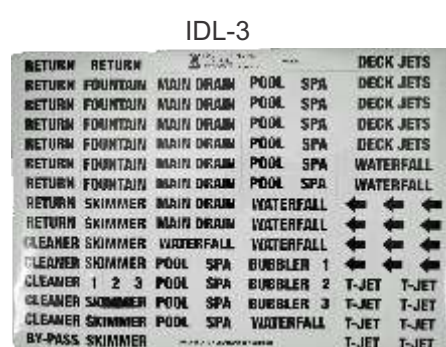 IDL-3
RETURN RETURN DECK JETS
RETURN FOUNTAIN MAIN DRAIN POOL SPA DECK JETS
RETURN FOUNTAIN MAIN DRAIN POOL SPA DECK JETS
RETURN FOUNTAIN MAIN DRAIN POOL SPA DECK JETS
RETURN FOUNTAIN MAIN DRAIN POOL SPA WATERFALL
RETURN FOUNTAIN MAIN DRAIN POOL SPA WATERFALL
RETURN SKIMMER MAIN DRAIN WATERFALL
RETURN SKIMMER MAIN DRAIN WATERFALL
CLEANER SKIMMER WATERFALL WATERFALL
CLEANER SKIMMER POOL SPA BUBBLER 1
CLEANER 1 2 3 POOL SPA BUBBLER 2 T-JET T-JET
CLEANER SKIMMER POOL SPA BUBBLER 3 T-JET T-JET
CLEANER SKIMMER POOL SPA WATERFALL T-JET T-JET
BY-PASS SKIMMER T-JET T-JET